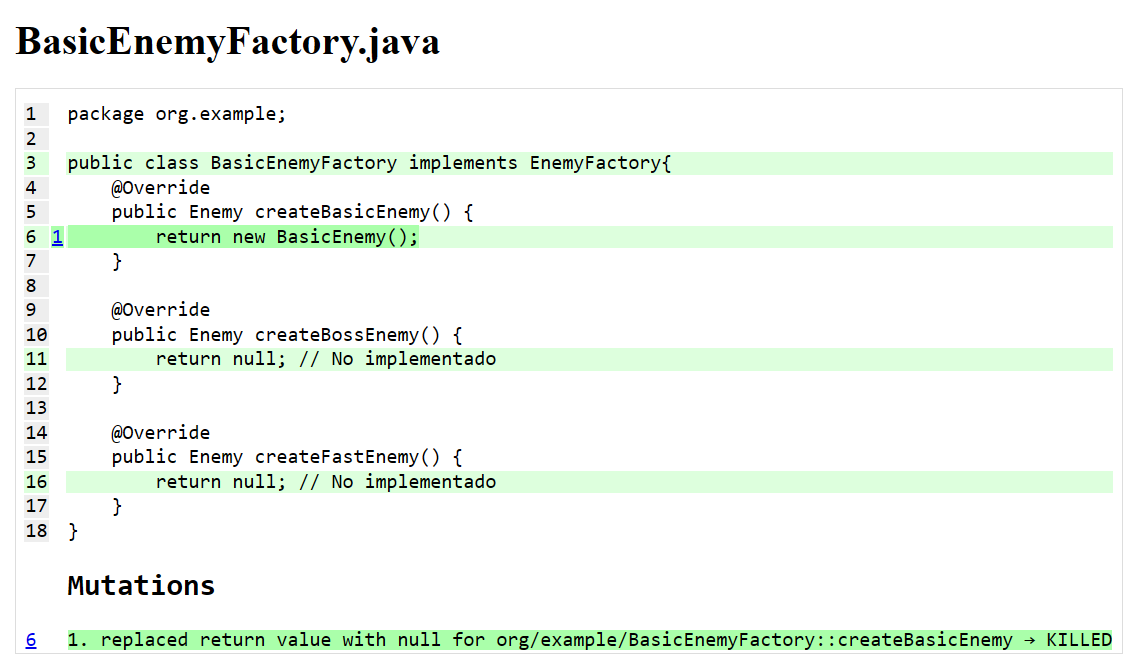 BasicEnemyFactory.java
1 package org.example;
2
3 public class BasicEnemyFactory implements EnemyFactory{
4     @Override
5     public Enemy createBasicEnemy() {
6 1         return new BasicEnemy();
7     }
8
9     @Override
10     public Enemy createBossEnemy() {
11         return null; // No implementado
12     }
13
14     @Override
15     public Enemy createFastEnemy() {
16         return null; // No implementado
17     }
18 }
Mutations
6 1. replaced return value with null for org/example/BasicEnemyFactory::createBasicEnemy → KILLED